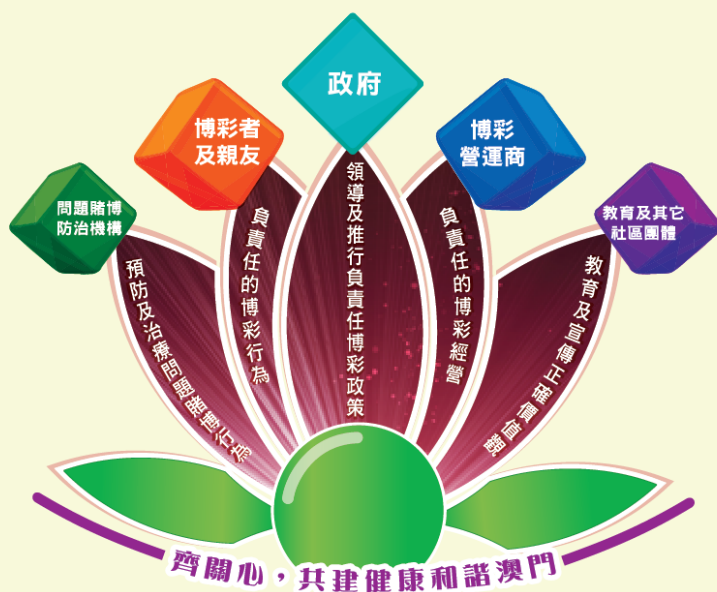 政府
博彩者
及親友
博彩
營運商
問題賭博
防治機構
教育及其它
社區團體
預防及治療問題賭博行為
負責任的博彩行為
領導及推行負責任博彩政策
負責任的博彩經營
教育及宣傳正確價值觀
齊關心，共建健康和諧澳門